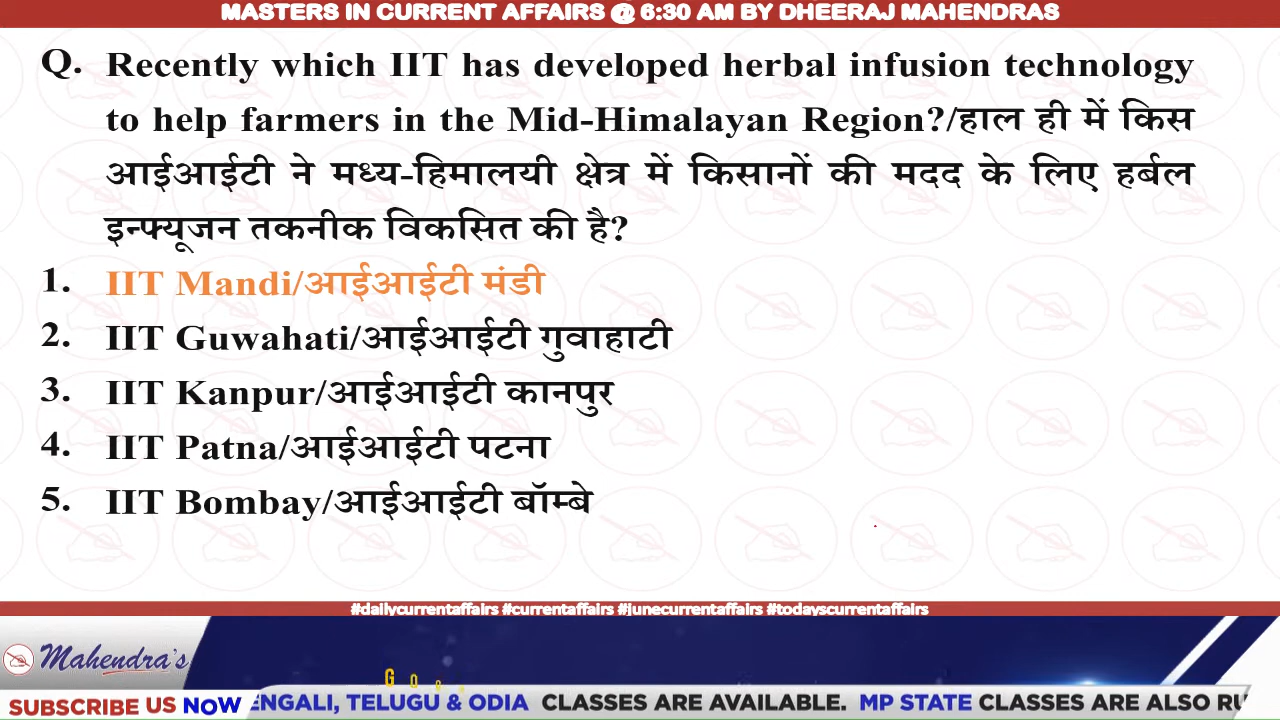 MASTERS IN CURRENT AFFAIRS @ 6:30 AM BY DHEERAJ MAHENDRAS
Q. Recently which IIT has developed herbal infusion technology
to help farmers in the Mid-Himalayan Region?/हाल ही में किस
आईआईटी ने मध्य-हिमालयी क्षेत्र में किसानों की मदद के लिए हर्बल
इन्फ्यूजन तकनीक विकसित की है?
1. IIT Mandi/आईआईटी मंडी
2. IIT Guwahati/आईआईटी गुवाहाटी
3. IIT Kanpur/आईआईटी कानपुर
4. IIT Patna/आईआईटी पटना
5. IIT Bombay/आईआईटी बॉम्बे
#dailycurrentaffairs #currentaffairs #junecurrentaffairs #todayscurrentaffairs
Mahendra's
SUBSCRIBE US NOW ENGALI, TELUGU & ODIA CLASSES ARE AVAILABLE. MP STATE CLASSES ARE ALSO RU